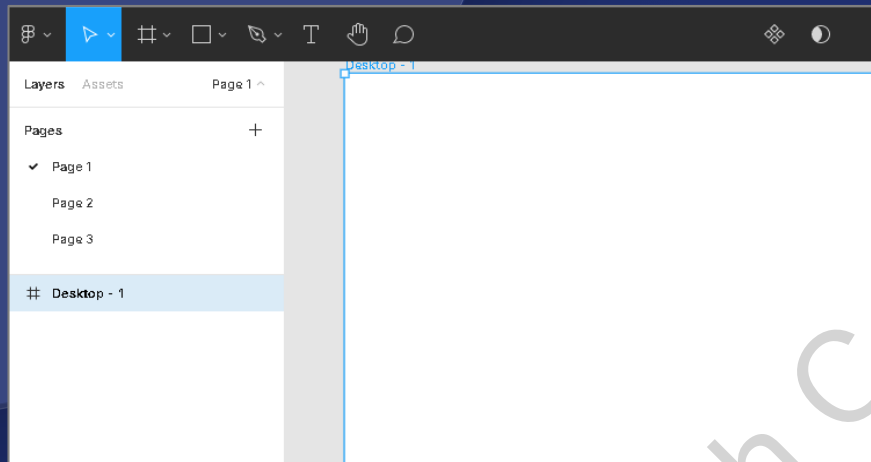 Desktop - 1
Layers Assets Page 1
Pages
Page 1
Page 2
Page 3
Desktop - 1
h C